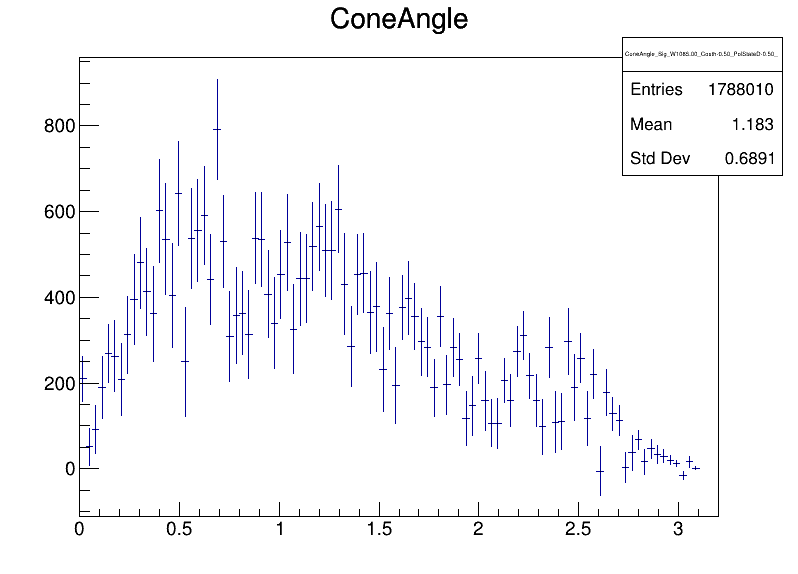 ConeAngle
ConeAngle_Sig_W1085.00_Costh-0.50_PolStateD-0.50_
Entries 1788010
Mean 1.183
Std Dev 0.6891
800
600
400
200
0
0 0.5 1 1.5 2 2.5 3